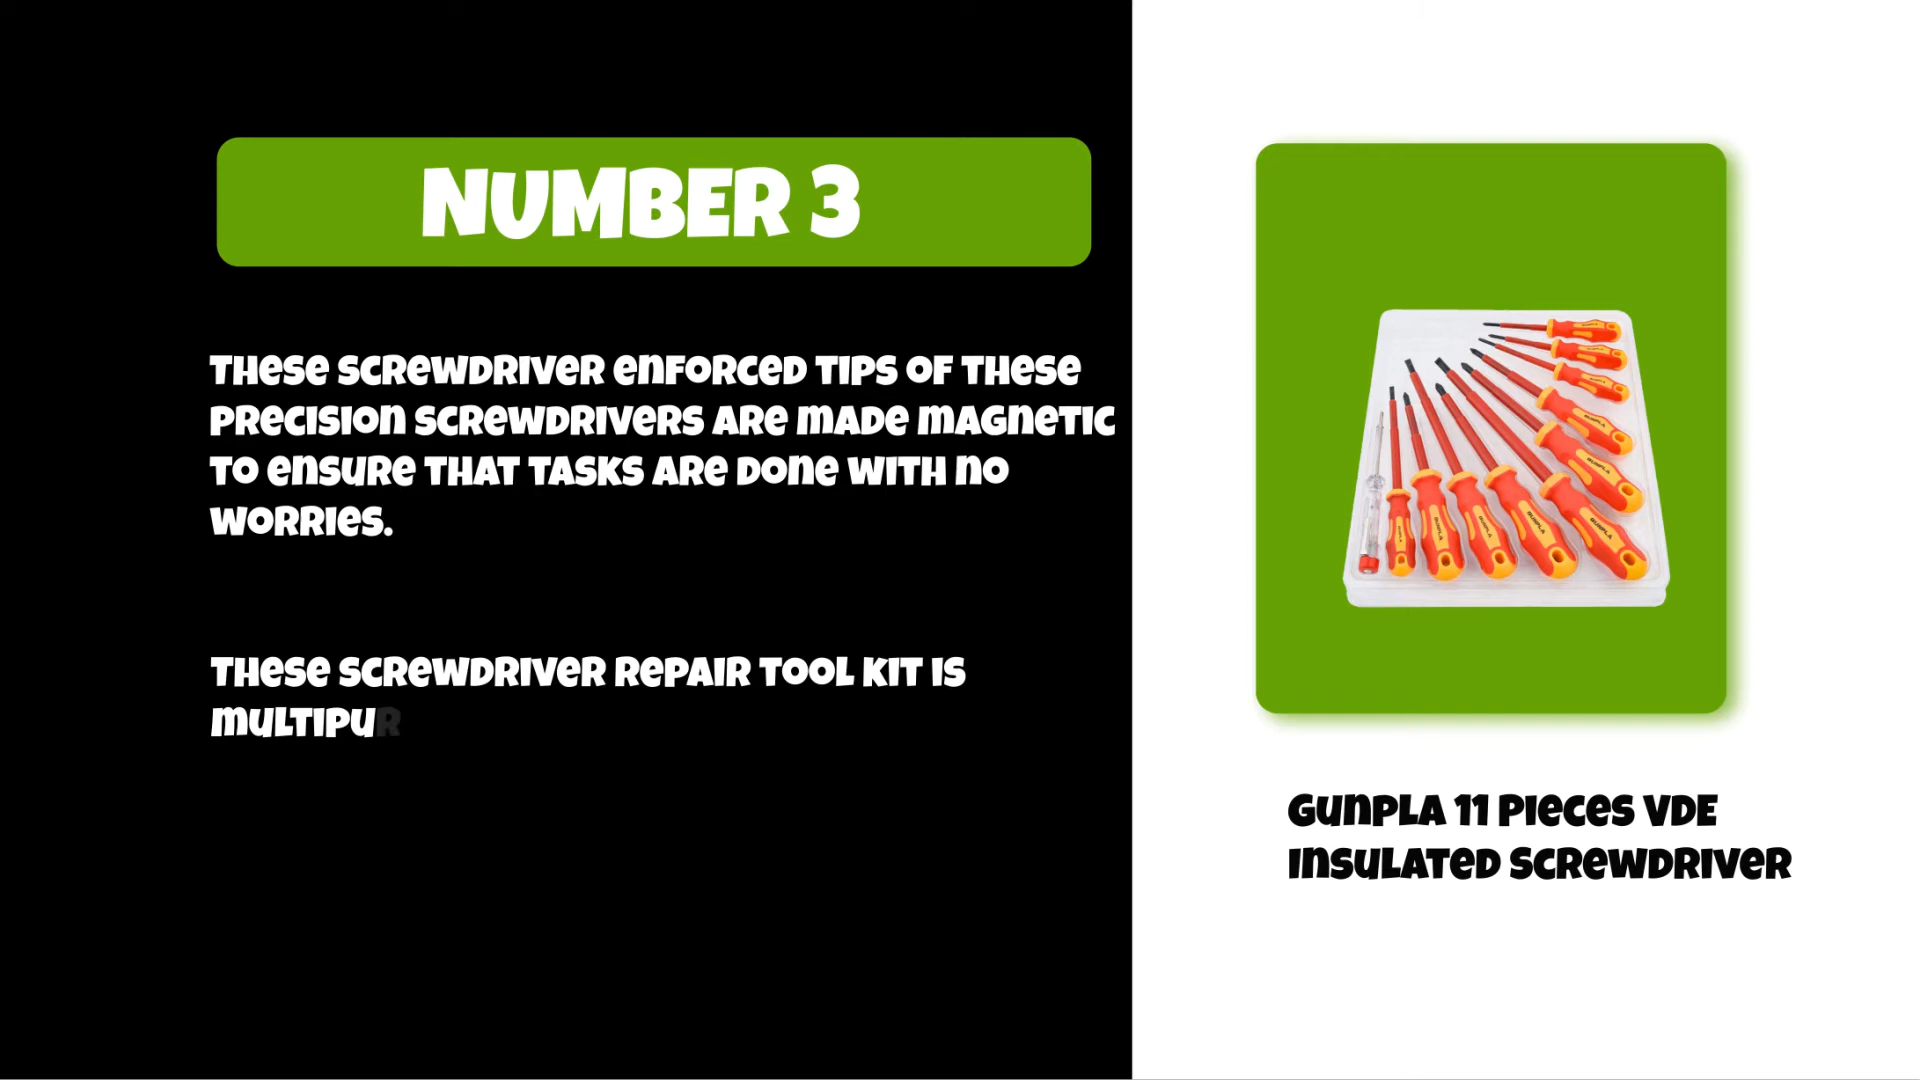 NUMBER 3
THESE SCREWDRIVER ENFORCED TIPS OF THESE
PRECISION SCREWDRIVERS ARE MADE MAGNETIC
TO ENSURE THAT TASKS ARE DONE WITH NO
WORRIES.
THESE SCREWDRIVER REPAIR TOOL KIT IS
MULTIPUR
GUNPLA 11 PIECES VDE
INSULATED SCREWDRIVER